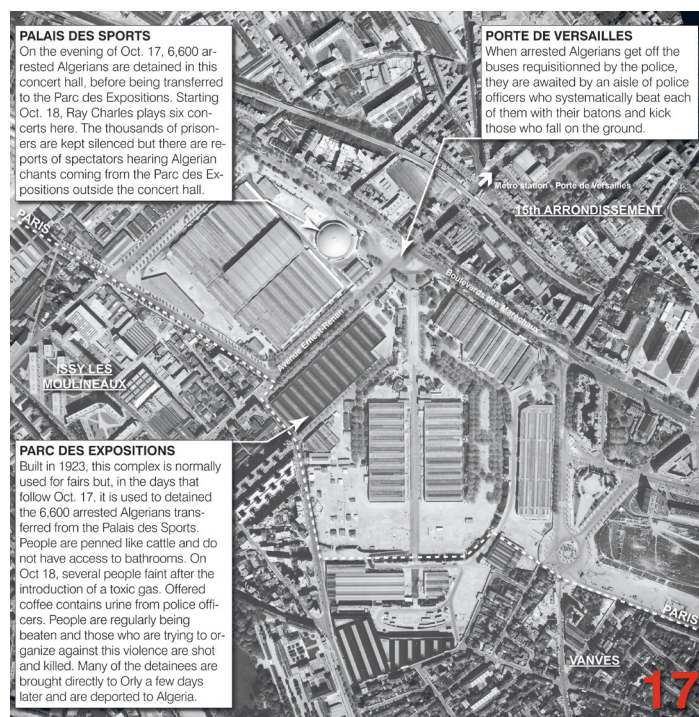 PALAIS DES SPORTS
On the evening of Oct. 17, 6,600 ar-
rested Algerians are detained in this
concert hall, before being transferred
to the Parc des Expositions. Starting
Oct. 18, Ray Charles plays six con-
certs here. The thousands of prison-
ers are kept silenced but there are re-
ports of spectators hearing Algerian
chants coming from the Parc des Ex-
positions outside the concert hall.
PORTE DE VERSAILLES
When arrested Algerians get off the
buses requisitionned by the police,
they are awaited by an aisle of police
officers who systematically beat each
of them with their batons and kick
those who fall on the ground.
Métro station - Porte de Versailles
15th ARRONDISSEMENT
PARIS
Boulevards des Maréchaux
Avenue Ernest Renan
ISSY LES
MOULINEAUX
PARC DES EXPOSITIONS
Built in 1923, this complex is normally
used for fairs but, in the days that
follow Oct. 17, it is used to detained
the 6,600 arrested Algerians trans-
ferred from the Palais des Sports.
People are penned like cattle and do
not have access to bathrooms. On
Oct 18, several people faint after the
introduction of a toxic gas. Offered
coffee contains urine from police offi-
cers. People are regularly being
beaten and those who are trying to or-
ganize against this violence are shot
and killed. Many of the detainees are
brought directly to Orly a few days
later and are deported to Algeria.
PARIS
VANVES
17